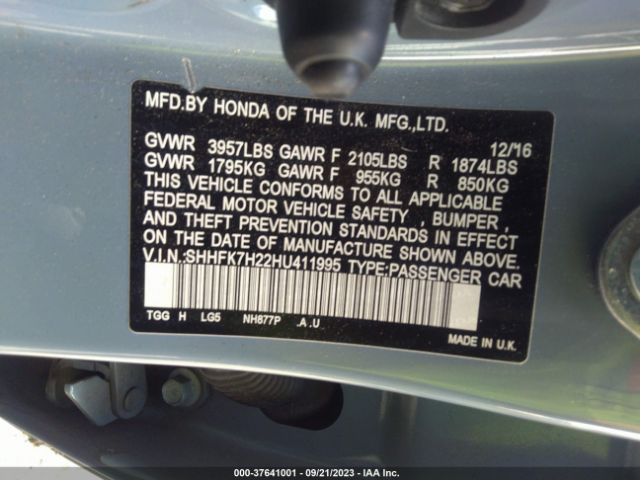 MFD.BY HONDA OF THE U.K. MFG.,LTD.
12/16
GVWR 3957LBS GAWR F 2105LBS R 1874LBS
GVWR 1795KG GAWR F 955KG R 850KG
THIS VEHICLE CONFORMS TO ALL APPLICABLE
FEDERAL MOTOR VEHICLE SAFETY , BUMPER,
AND THEFT PREVENTION STANDARDS IN EFFECT
ON THE DATE OF MANUFACTURE SHOWN ABOVE.
V.I.N.:SHHFK7H22HU411995 TYPE:PASSENGER CAR
TGG H LG5 NH877P .A .U
MADE IN U.K.
000-37641001 - 09/21/2023 - IAA Inc.